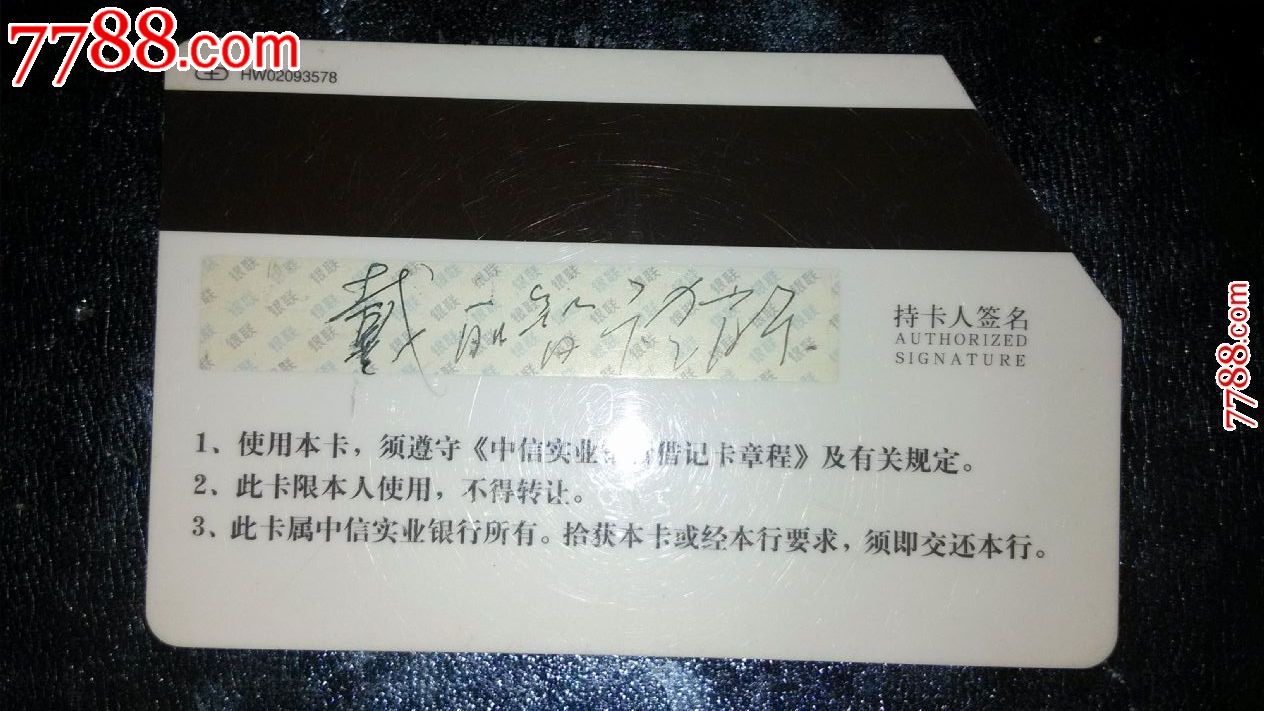 7788.com
HW02093578
戴
持卡人签名
AUTHORIZED
SIGNATURE
1、使用本卡，须遵守《中信实业银行借记卡章程》及有关规定。
2、此卡限本人使用，不得转让。
3、此卡属中信实业银行所有。拾获本卡或经本行要求，须即交还本行。
7788.com